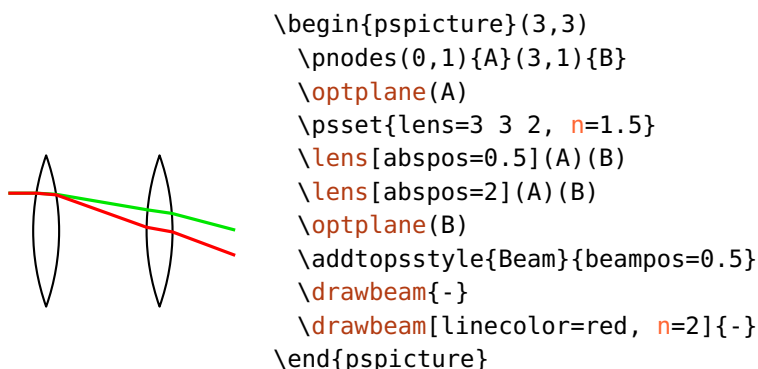 \begin{pspicture}(3,3)
\pnodes(0,1){A}(3,1){B}
\optplane(A)
\psset{lens=3 3 2, n=1.5}
\lens[abspos=0.5](A)(B)
\lens[abspos=2](A)(B)
\optplane(B)
\addtopsstyle{Beam}{beampos=0.5}
\drawbeam{-}
\drawbeam[linecolor=red, n=2]{-}
\end{pspicture}